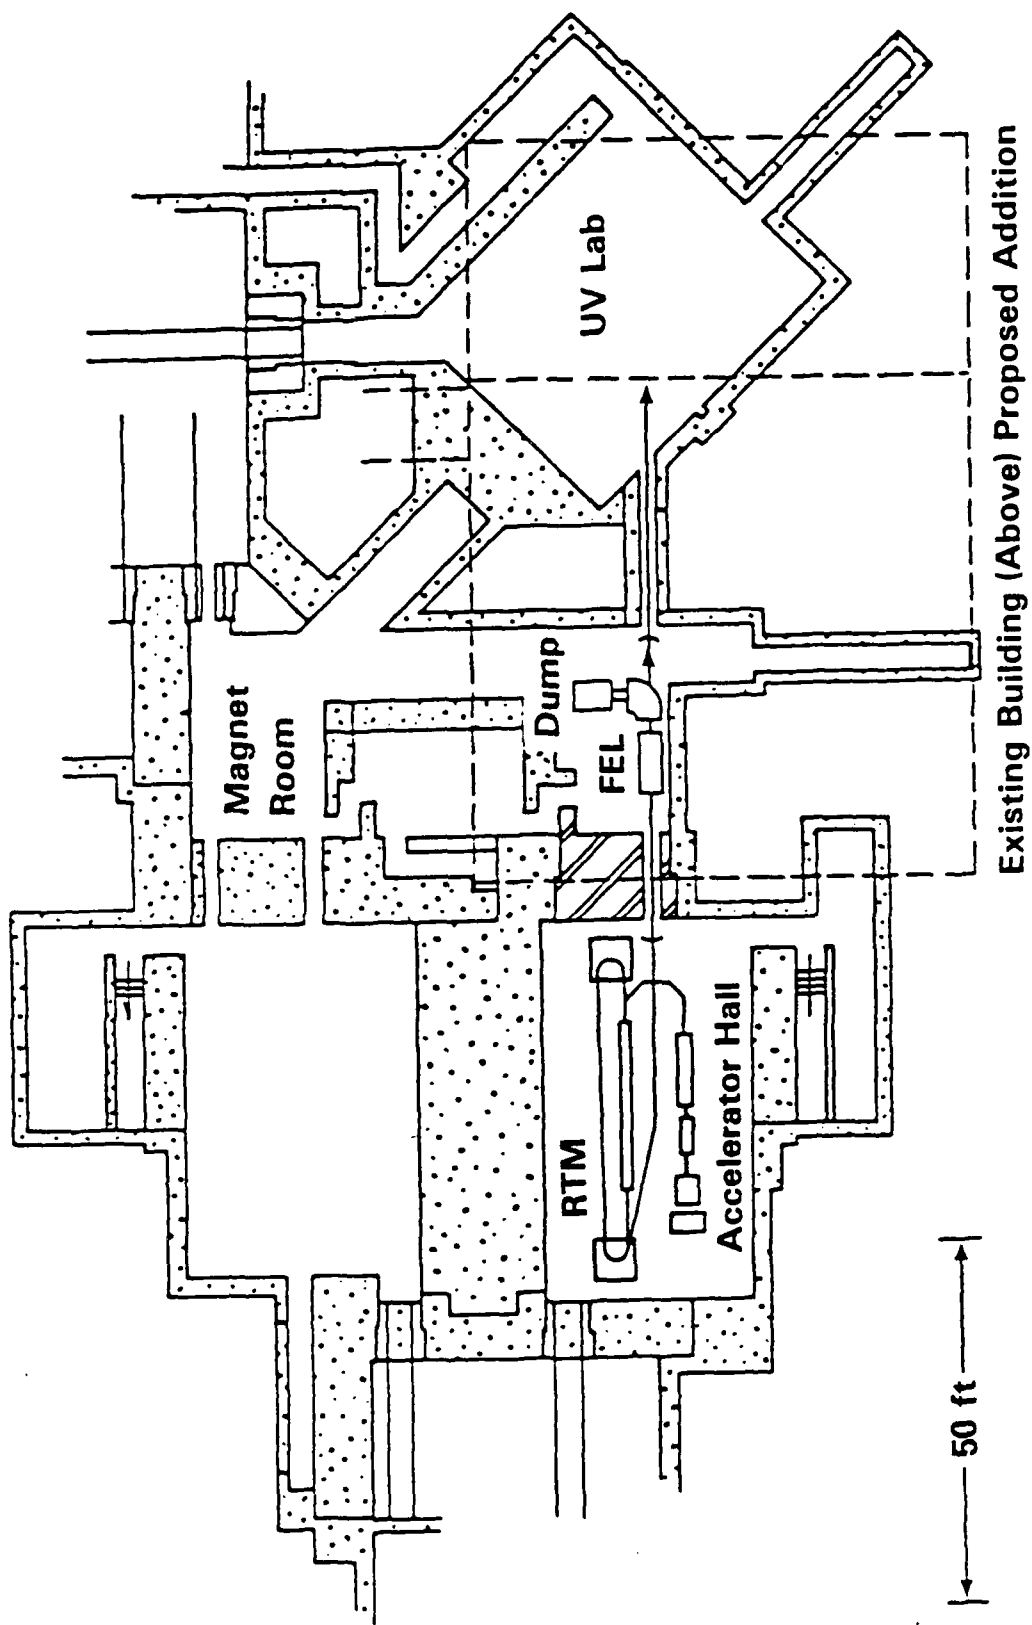 Magnet
Room
UV Lab
Dump
FEL
RTM
Accelerator Hall
50 ft
Existing Building (Above) Proposed Addition